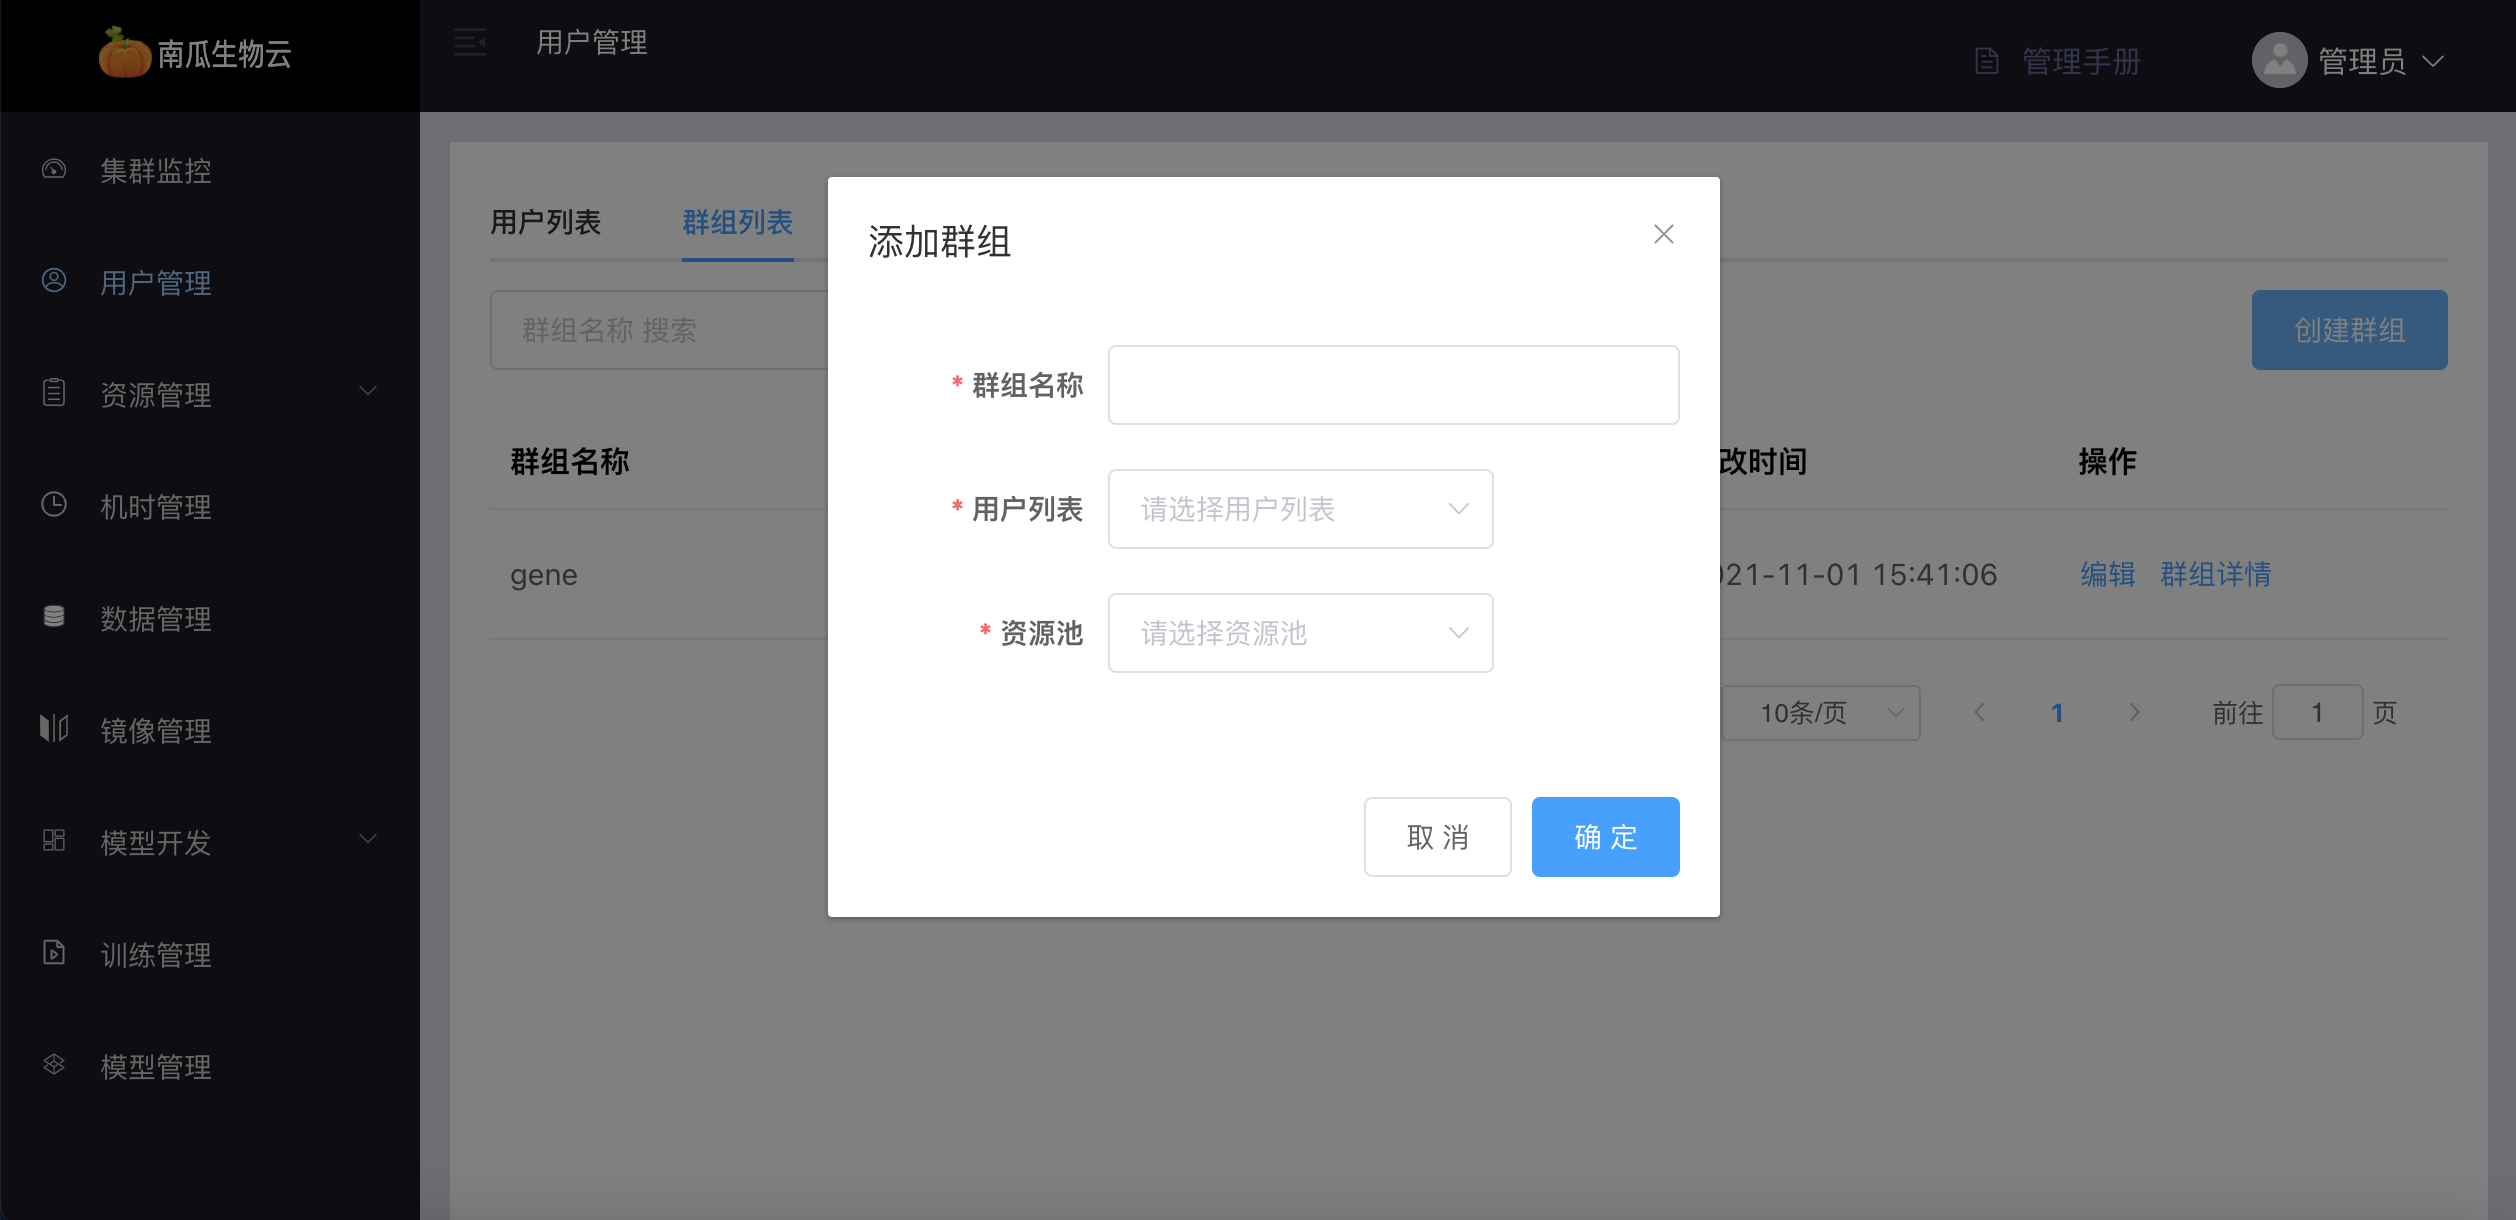 南瓜生物云
用户管理
管理手册
管理员
集群监控
用户管理
资源管理
机时管理
数据管理
镜像管理
模型开发
训练管理
模型管理
用户列表
群组列表
群组名称 搜索
创建群组
群组名称
改时间
操作
gene
21-11-01 15:41:06
编辑
群组详情
10条/页
1
前往
1
页
添加群组
* 群组名称
* 用户列表
请选择用户列表
* 资源池
请选择资源池
取 消
确 定